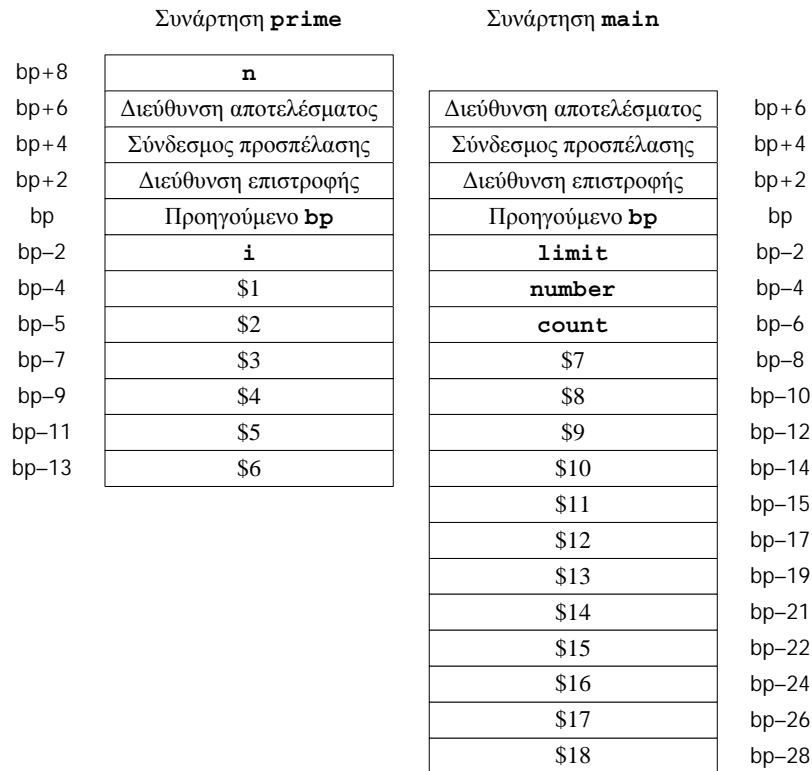 Συνάρτηση prime Συνάρτηση main
bp+8 n
bp+6 Διεύθυνση αποτελέσματος Διεύθυνση αποτελέσματος bp+6
bp+4 Σύνδεσμος προσπέλασης Σύνδεσμος προσπέλασης bp+4
bp+2 Διεύθυνση επιστροφής Διεύθυνση επιστροφής bp+2
bp Προηγούμενο bp Προηγούμενο bp bp
bp–2 i limit bp–2
bp–4 $1 number bp–4
bp–5 $2 count bp–6
bp–7 $3 $7 bp–8
bp–9 $4 $8 bp–10
bp–11 $5 $9 bp–12
bp–13 $6 $10 bp–14
$11 bp–15
$12 bp–17
$13 bp–19
$14 bp–21
$15 bp–22
$16 bp–24
$17 bp–26
$18 bp–28